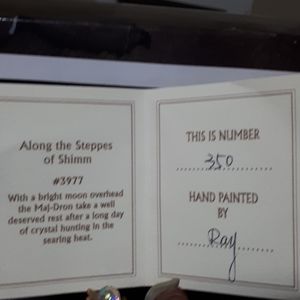 Along the Steppes
of Shimm
#3977
With a bright moon overhead
the Maj-Dron take a well
deserved rest after a long day
of crystal hunting in the
searing heat.
THIS IS NUMBER
350
HAND PAINTED
BY
Ray